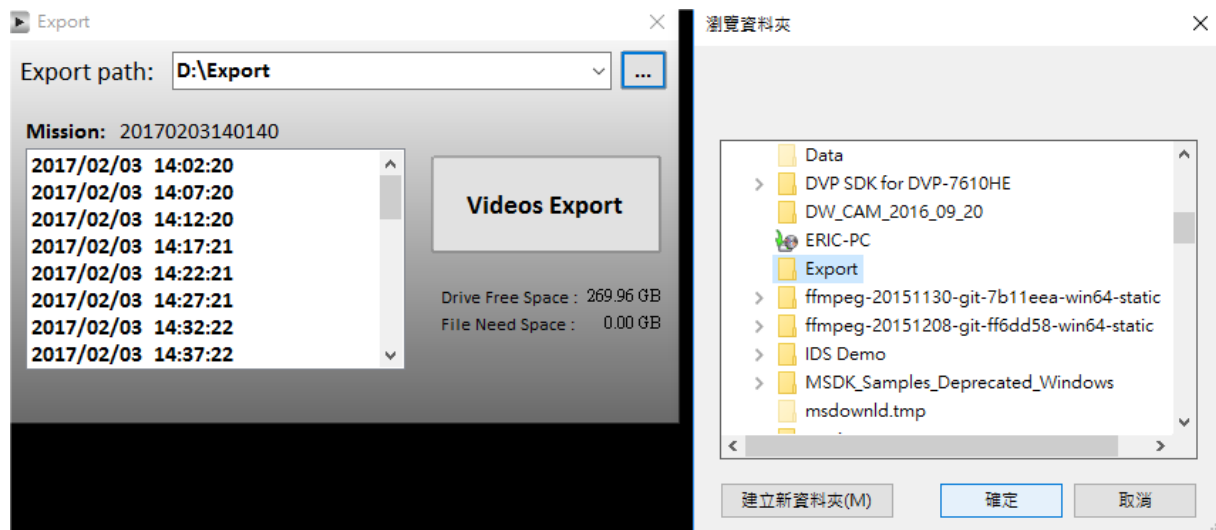 Export
Export path: D:\Export ...
Mission: 20170203140140
2017/02/03 14:02:20
2017/02/03 14:07:20
2017/02/03 14:12:20
2017/02/03 14:17:21
2017/02/03 14:22:21
2017/02/03 14:27:21
2017/02/03 14:32:22
2017/02/03 14:37:22
Videos Export
Drive Free Space : 269.96 GB
File Need Space : 0.00 GB
瀏覽資料夾
Data
DVP SDK for DVP-7610HE
DW_CAM_2016_09_20
ERIC-PC
Export
ffmpeg-20151130-git-7b11eea-win64-static
ffmpeg-20151208-git-ff6dd58-win64-static
IDS Demo
MSDK_Samples_Deprecated_Windows
msdownld.tmp
建立新資料夾(M) 確定 取消